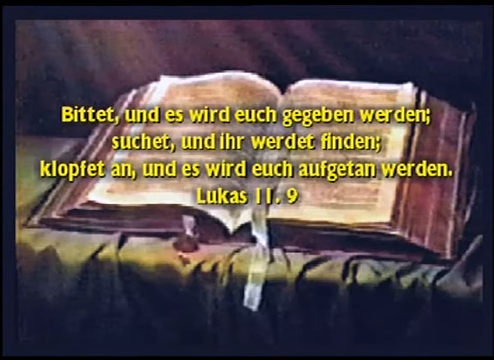 Bittet, und es wird euch gegeben werden;
suchet, und ihr werdet finden;
klopfet an, und es wird euch aufgetan werden.
Lukas 11. 9